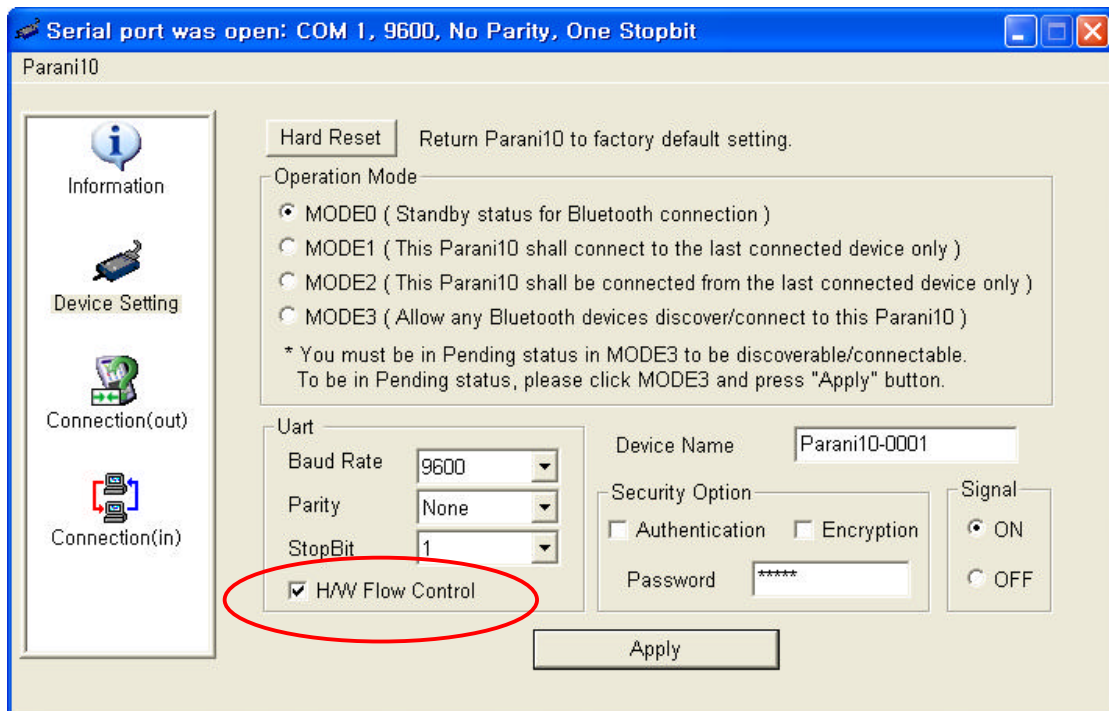 Serial port was open: COM 1, 9600, No Parity, One Stopbit
Parani10
Information
Device Setting
Connection(out)
Connection(in)
Hard Reset Return Parani10 to factory default setting.
Operation Mode
MODE0 ( Standby status for Bluetooth connection )
MODE1 ( This Parani10 shall connect to the last connected device only )
MODE2 ( This Parani10 shall be connected from the last connected device only )
MODE3 ( Allow any Bluetooth devices discover/connect to this Parani10 )
* You must be in Pending status in MODE3 to be discoverable/connectable.
To be in Pending status, please click MODE3 and press "Apply" button.
Uart
Baud Rate 9600
Parity None
StopBit 1
H/W Flow Control
Device Name Parani10-0001
Security Option
Authentication Encryption
Password *****
Signal
ON
OFF
Apply